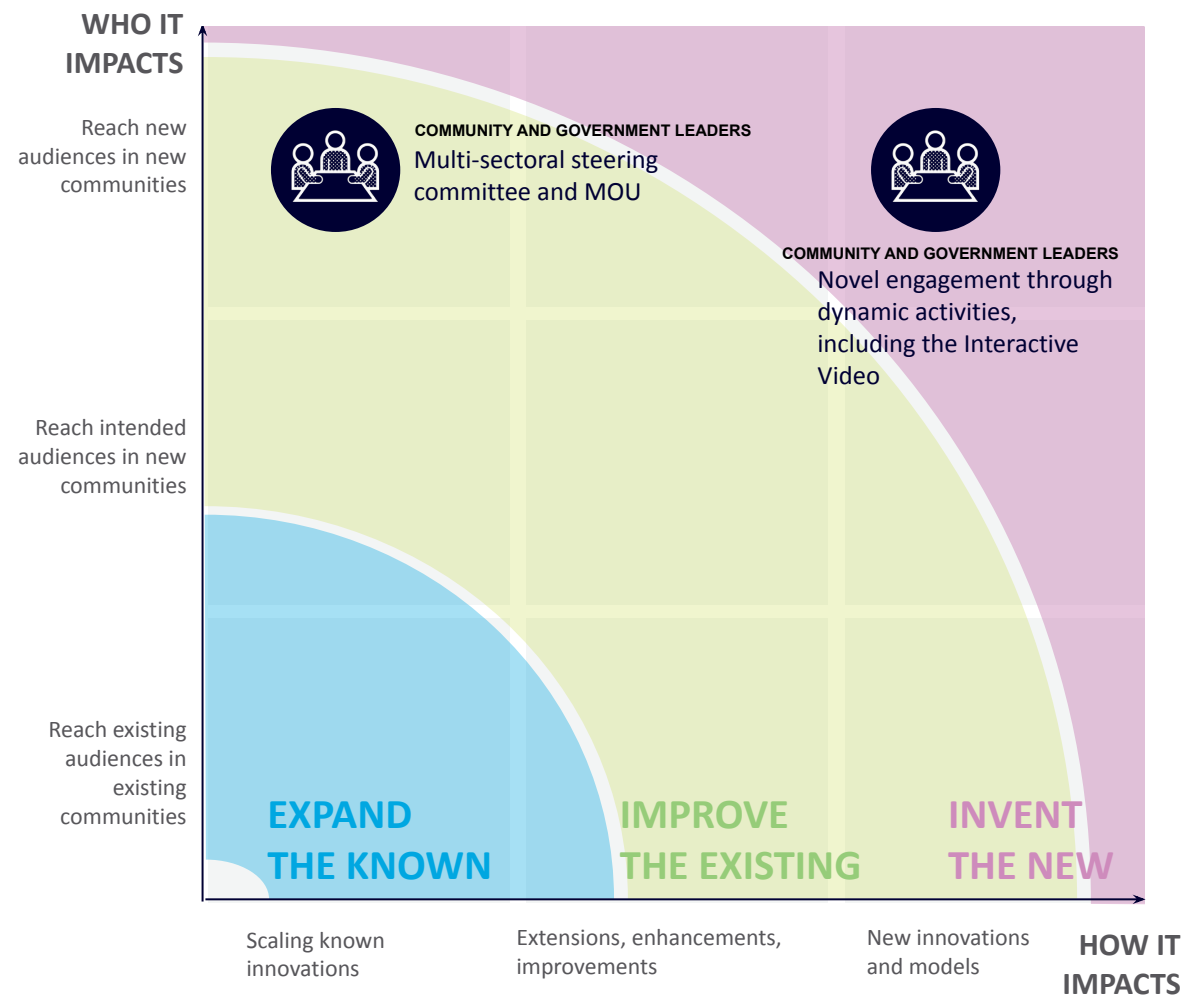 WHO IT
IMPACTS
Reach new
audiences in new
communities
COMMUNITY AND GOVERNMENT LEADERS
Multi-sectoral steering
committee and MOU
COMMUNITY AND GOVERNMENT LEADERS
Novel engagement through
dynamic activities,
including the Interactive
Video
Reach intended
audiences in new
communities
Reach existing
audiences in
existing
communities
EXPAND
THE KNOWN
IMPROVE
THE EXISTING
INVENT
THE NEW
Scaling known
innovations
Extensions, enhancements,
improvements
New innovations
and models
HOW IT
IMPACTS